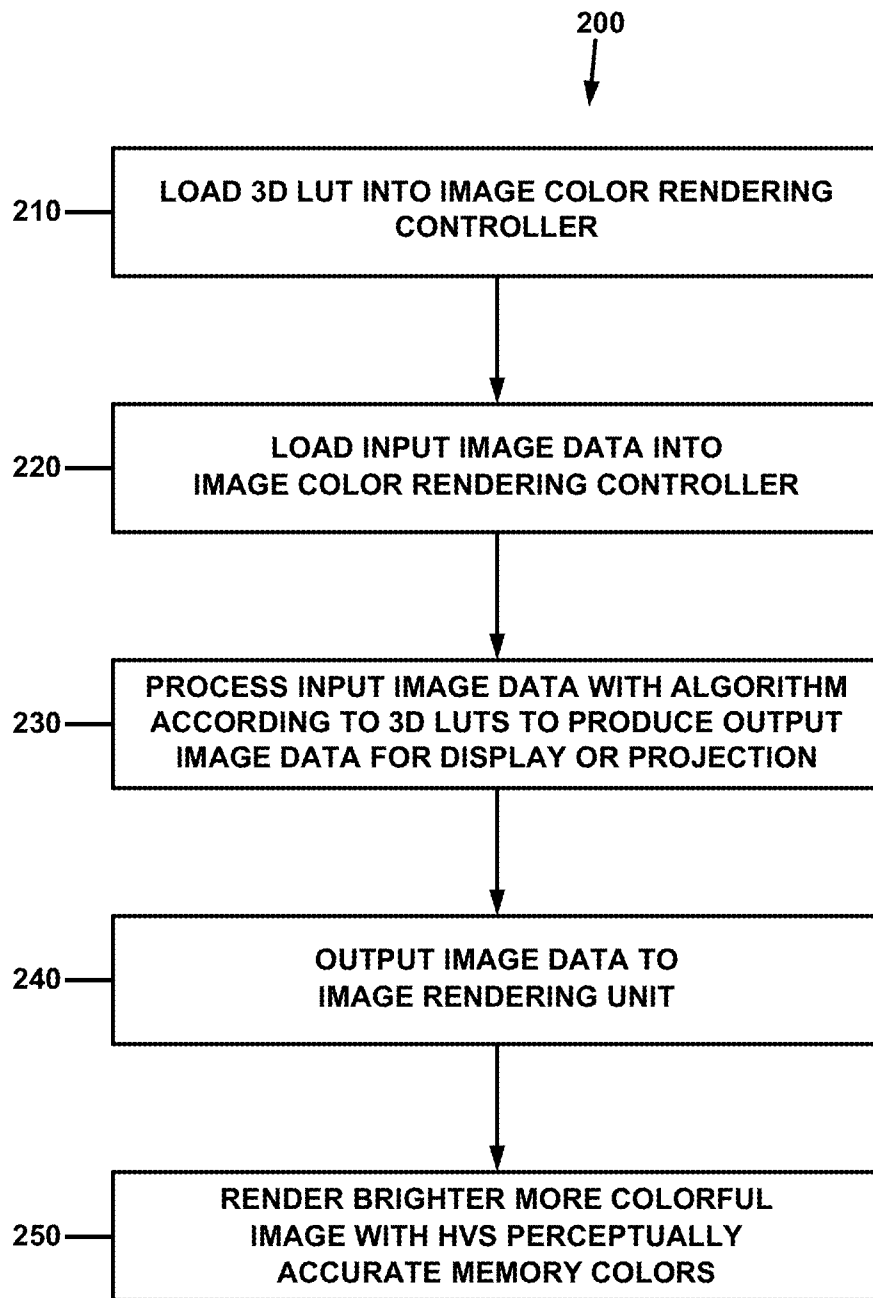 200
210
LOAD 3D LUT INTO IMAGE COLOR RENDERING
CONTROLLER
220
LOAD INPUT IMAGE DATA INTO
IMAGE COLOR RENDERING CONTROLLER
230
PROCESS INPUT IMAGE DATA WITH ALGORITHM
ACCORDING TO 3D LUTS TO PRODUCE OUTPUT
IMAGE DATA FOR DISPLAY OR PROJECTION
240
OUTPUT IMAGE DATA TO
IMAGE RENDERING UNIT
250
RENDER BRIGHTER MORE COLORFUL
IMAGE WITH HVS PERCEPTUALLY
ACCURATE MEMORY COLORS